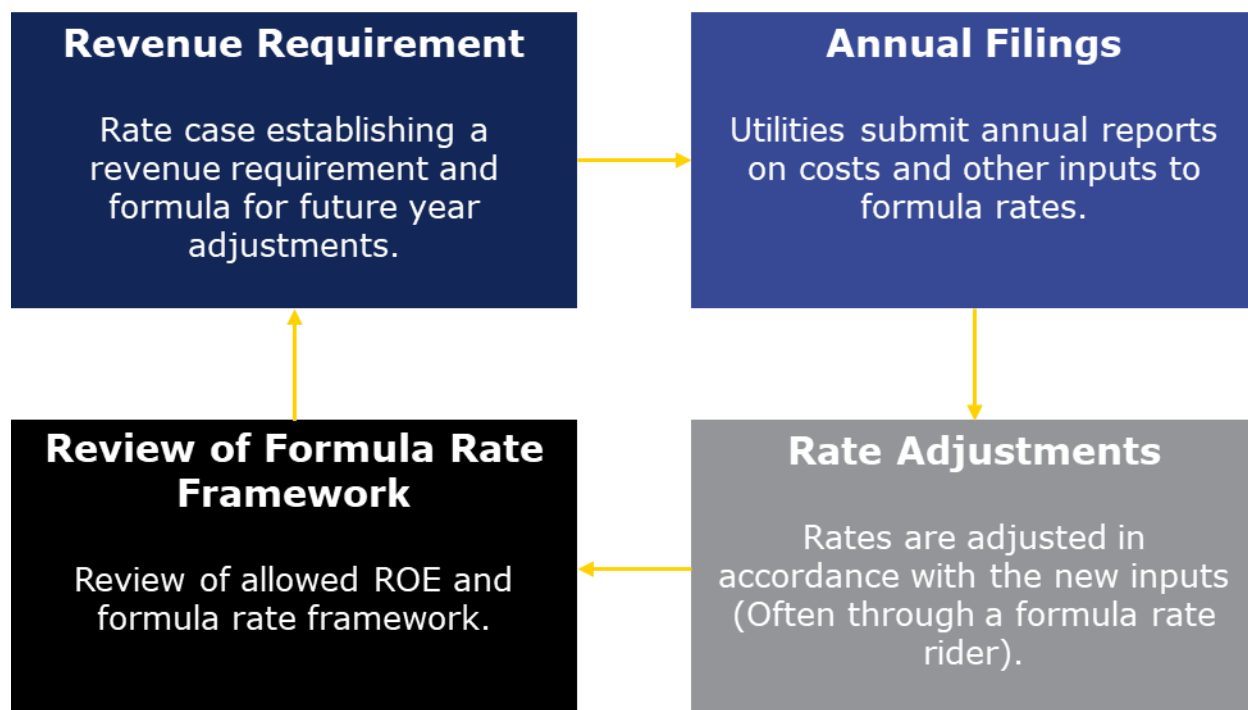 Revenue Requirement
Rate case establishing a
revenue requirement and
formula for future year
adjustments.
Annual Filings
Utilities submit annual reports
on costs and other inputs to
formula rates.
Review of Formula Rate
Framework
Review of allowed ROE and
formula rate framework.
Rate Adjustments
Rates are adjusted in
accordance with the new inputs
(Often through a formula rate
rider).